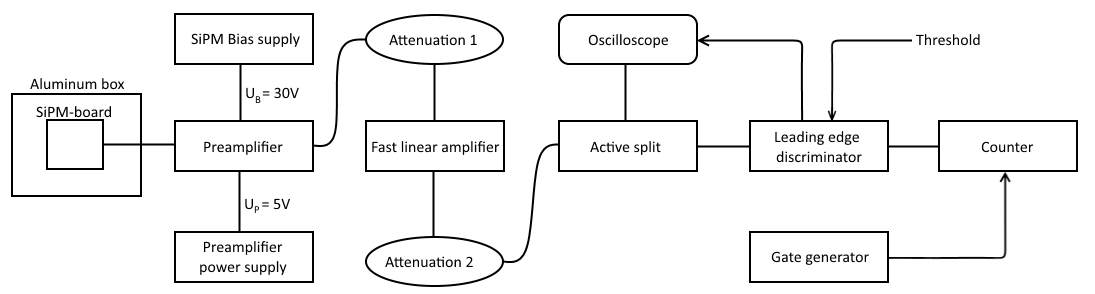 SiPM Bias supply
Attenuation 1
Oscilloscope
Threshold
Aluminum box
SiPM-board
U_B = 30V
Preamplifier
Fast linear amplifier
Active split
Leading edge
discriminator
Counter
U_P = 5V
Preamplifier
power supply
Attenuation 2
Gate generator